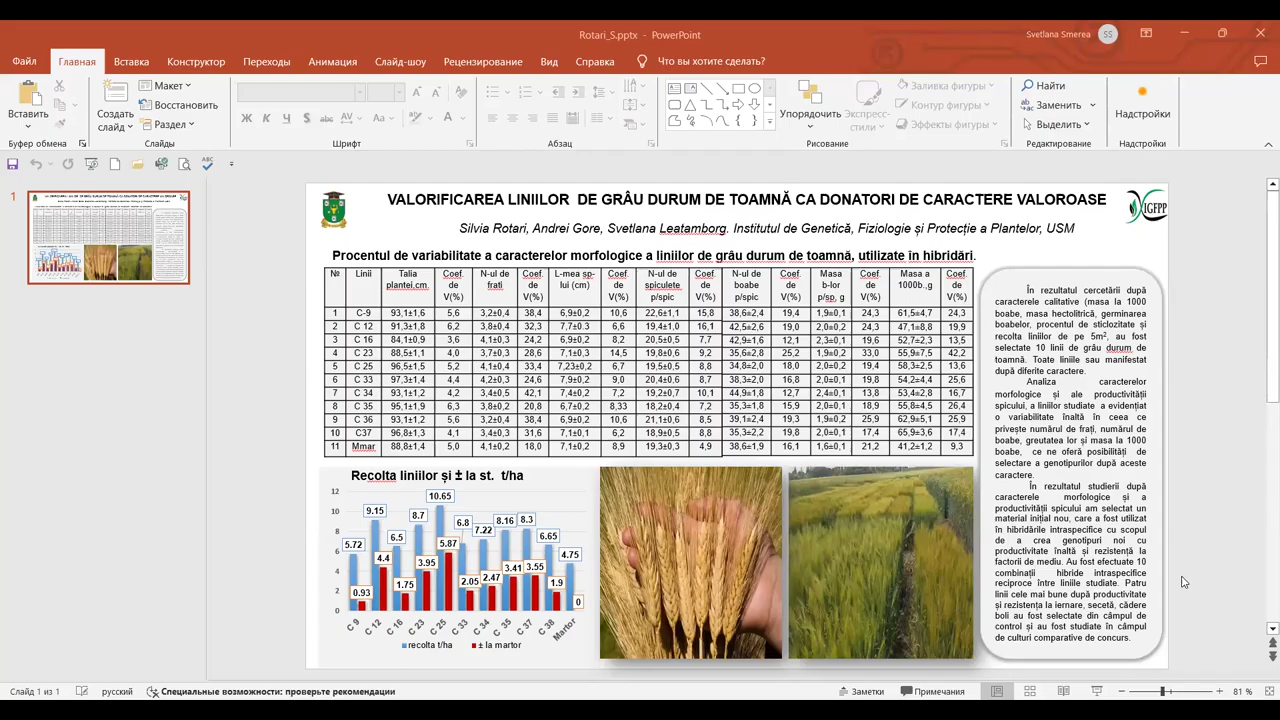 Rotari_S.pptx - PowerPoint
Svetlana Smerea
SS
Файл Главная Вставка Конструктор Переходы Анимация Слайд-шоу Рецензирование Вид Справка Что вы хотите сделать?
Вставить
Буфер обмена
Создать слайд
Макет
Восстановить
Раздел
Слайды
Ж К Ч S abc AV Aa A
Шрифт
Абзац
Упорядочить
Экспресс-стили
Заливка фигуры
Контур фигуры
Эффекты фигуры
Рисование
Найти
Заменить
Выделить
Редактирование
Надстройки
Надстройки
1
VALORIFICAREA LINIILOR DE GRÂU DURUM DE TOAMNĂ CA DONATORI DE CARACTERE VALOROASE
IGFPP
Silvia Rotari, Andrei Gore, Svetlana Leatamborg. Institutul de Genetică, Fiziologie și Protecție a Plantelor, USM
Procentul de variabilitate a caracterelor morfologice a liniilor de grâu durum de toamnă, utilizate in hibridări.
Linii Talia plantei,cm. Coef. de V(%) N-ul de frati Coef. de V(%) L-mea sp-lui (cm) Coef. de V(%) N-ul de spiculete p/spic Coef. de V(%) N-ul de boabe p/spic Coef. de V(%) Masa b-lor p/sp, g Coef. de V(%) Masa a 1000b.,g Coef. de V(%)
1 C-9 93,1±1,6 5,6 3,2±0,4 38,4 6,9±0,2 10,6 22,6±1,1 15,8 38,6±2,4 19,4 1,9±0,1 24,3 61,5±4,7 24,3
2 C 12 91,3±1,8 6,2 3,8±0,4 32,3 7,7±0.3 6,6 19,4±1,0 16,1 42,5±2,6 19,0 2,0±0,2 24,3 47,1±8,8 19,9
3 C 16 84,1±0,9 3,6 4,1±0,3 24,2 6,9±0,2 8,2 20,5±0,5 7,7 42,9±1,6 12,1 2,3±0,1 19,6 52,7±2,3 13,5
4 C 23 88,5±1,1 4,0 3,7±0,3 28,6 7,1±0,3 14,5 19,8±0,6 9,2 35,6±2,8 25,2 1,9±0,2 33,0 55,9±7,5 42,2
5 C 25 96,5±1,5 5,2 4,1±0,4 33,4 7,23±0,2 6,7 19,5±0,5 8,8 34,8±2,0 18,0 2,0±0,2 19,4 58,3±2,5 13,6
6 C 33 97,3±1,4 4,4 4,2±0,3 24,6 7,9±0,2 9,0 20,4±0,6 8,7 38,3±2,0 16,8 2,0±0,1 19,8 54,2±4,4 25,6
7 C 34 93,1±1,2 4,2 3,4±0,5 42,1 7,4±0,2 7,2 19,2±0,7 10,1 44,9±1,8 12,7 2,4±0,1 13,8 53,4±2,8 16,7
8 C 35 95,1±1,9 6,3 3,8±0,2 20,8 6,7±0,2 8,33 18,2±0,4 7,2 35,3±1,8 15,9 2,0±0,1 18,9 55,8±4,5 26,4
9 C 36 93,1±1,2 5,6 3,2±0,4 38,4 6,9±0,2 10,6 21,1±0,6 8,5 39,1±2,4 19,3 1,9±0,1 25,9 62,9±5,1 25,9
10 C37 96,8±1,3 4,1 3,4±0,3 31,6 7,1±0,1 6,2 18,9±0,5 8,8 35,3±2,2 19,8 2,0±0,1 17,4 65,9±3,6 17,4
11 Mmar 88,8±1,4 5,0 4,1±0,2 18,0 7,1±0,2 8,9 19,3±0,3 4,9 38,6±1,9 16,1 1,6±0,1 21,2 41,2±1,2 9,3
În rezultatul cercetării după
caracterele calitative (masa la 1000
boabe, masa hectolitrică, germinarea
boabelor, procentul de sticlozitate și
recolta liniilor de pe 5m², au fost
selectate 10 linii de grâu durum de
toamnă. Toate liniile sau manifestat
după diferite caractere.
Analiza caracterelor
morfologice și ale productivității
spicului, a liniilor studiate a evidențiat
o variabilitate înaltă în ceea ce
privește numărul de frați, numărul de
boabe, greutatea lor și masa la 1000
boabe, ce ne oferă posibilități de
selectare a genotipurilor după aceste
caractere.
În rezultatul studierii după
caracterele morfologice și a
productivității spicului am selectat un
material inițial nou, care a fost utilizat
în hibridările intraspecifice cu scopul
de a crea genotipuri noi cu
productivitate înaltă și rezistență la
factorii de mediu. Au fost efectuate 10
combinații hibride intraspecifice
reciproce între liniile studiate. Patru
linii cele mai bune după productivitate
și rezistența la iernare, secetă, cădere
boli au fost selectate din câmpul de
control și au fost studiate în câmpul
de culturi comparative de concurs.
Recolta liniilor și ± la st. t/ha
12
10
8
6
4
2
0
5.72 9.15 6.5 8.7 10.65 6.8 7.22 8.16 8.3 6.65 4.75
0.93 4.4 1.75 3.95 5.87 2.05 2.47 3.41 3.55 1.9 0
C 9 C 12 C 16 C 22 C 25 C 33 C 34 C 35 C 37 C 38 Martor
recolta t/ha ± la martor
Слайд 1 из 1 русский Специальные возможности: проверьте рекомендации Заметки Примечания 81 %